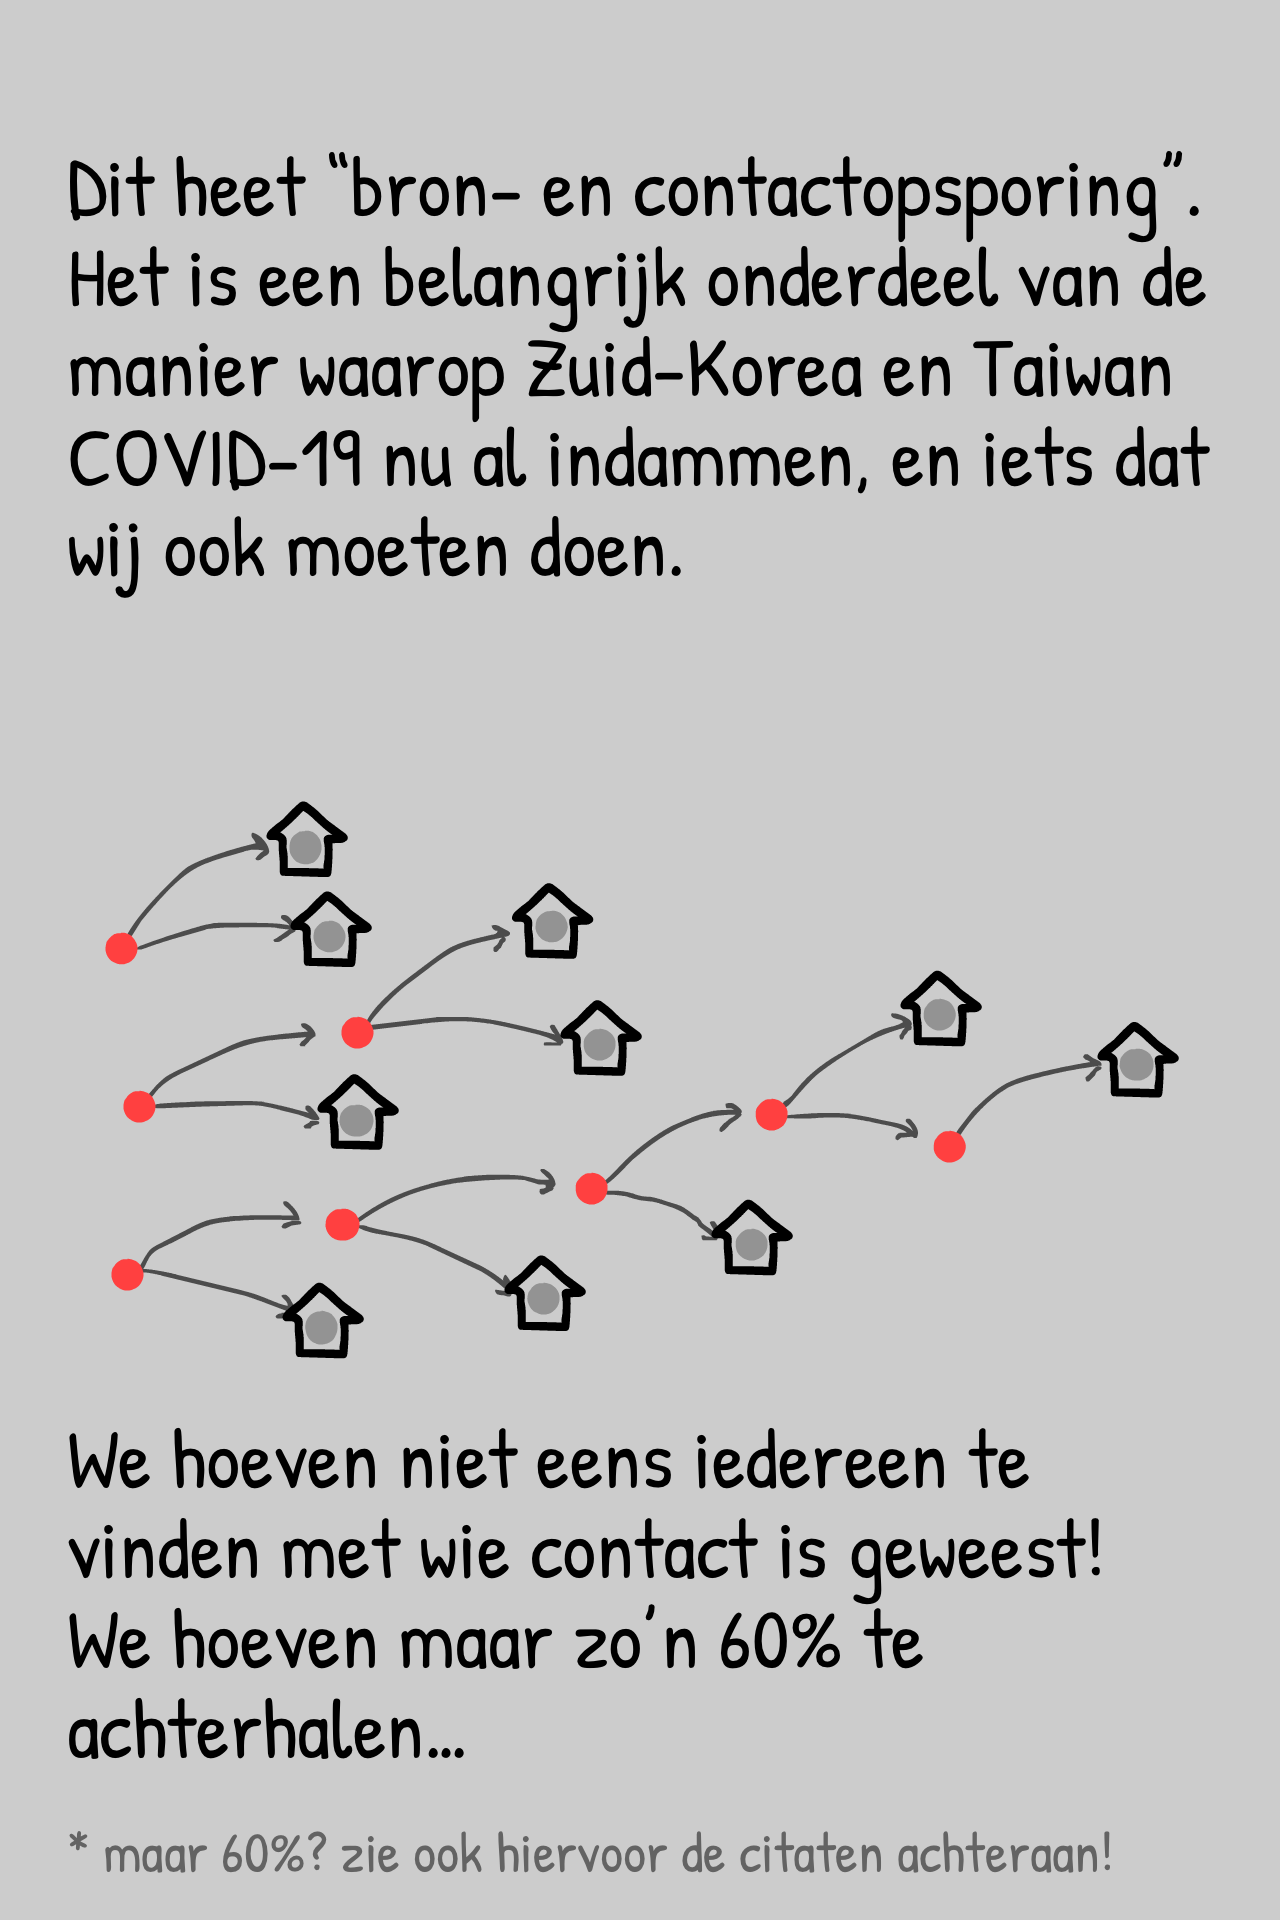 Dit heet “bron- en contactopsporing”.
Het is een belangrijk onderdeel van de
manier waarop Zuid-Korea en Taiwan
COVID-19 nu al indammen, en iets dat
wij ook moeten doen.
We hoeven niet eens iedereen te
vinden met wie contact is geweest!
We hoeven maar zo’n 60% te
achterhalen...
* maar 60%? zie ook hiervoor de citaten achteraan!